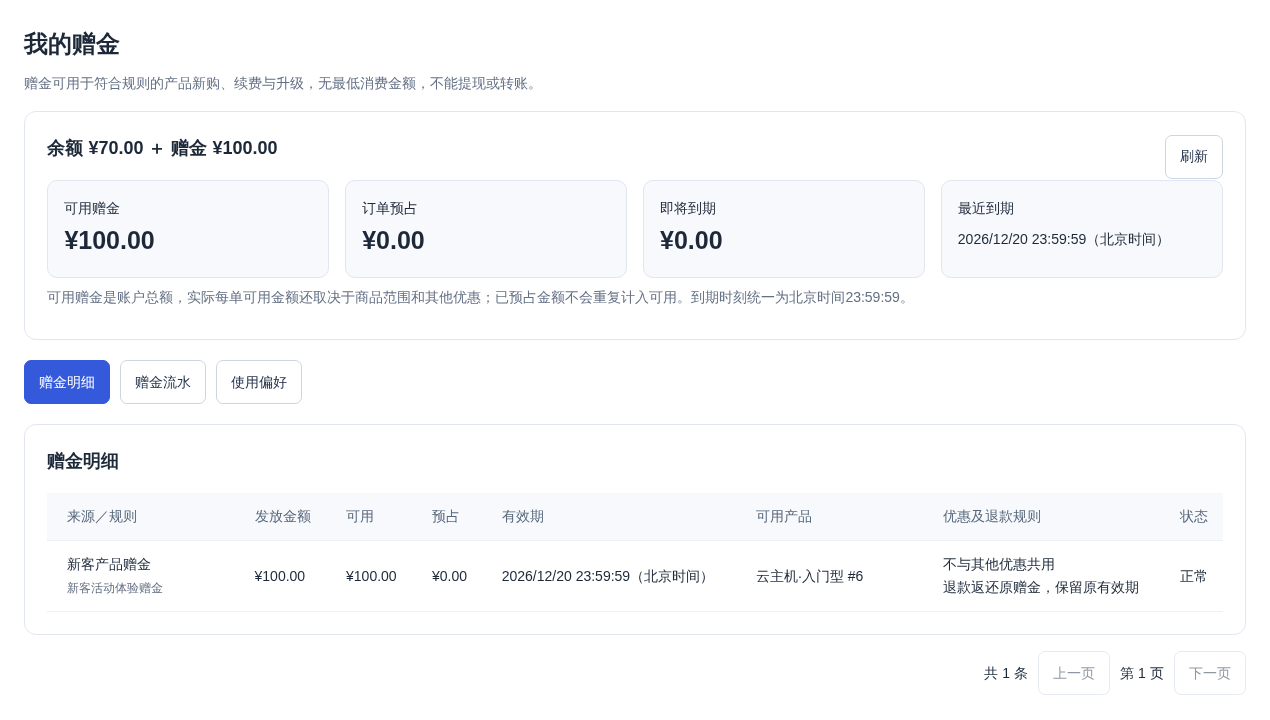 我的赠金
赠金可用于符合规则的产品新购、续费与升级，无最低消费金额，不能提现或转账。
余额 ¥70.00 ＋ 赠金 ¥100.00
刷新
可用赠金
¥100.00
订单预占
¥0.00
即将到期
¥0.00
最近到期
2026/12/20 23:59:59（北京时间）
可用赠金是账户总额，实际每单可用金额还取决于商品范围和其他优惠；已预占金额不会重复计入可用。到期时刻统一为北京时间23:59:59。
赠金明细 赠金流水 使用偏好
赠金明细
来源／规则 发放金额 可用 预占 有效期 可用产品 优惠及退款规则 状态
新客产品赠金
新客活动体验赠金
¥100.00 ¥100.00 ¥0.00 2026/12/20 23:59:59（北京时间） 云主机·入门型 #6
不与其他优惠共用
退款返还原赠金，保留原有效期
正常
共 1 条 上一页 第 1 页 下一页